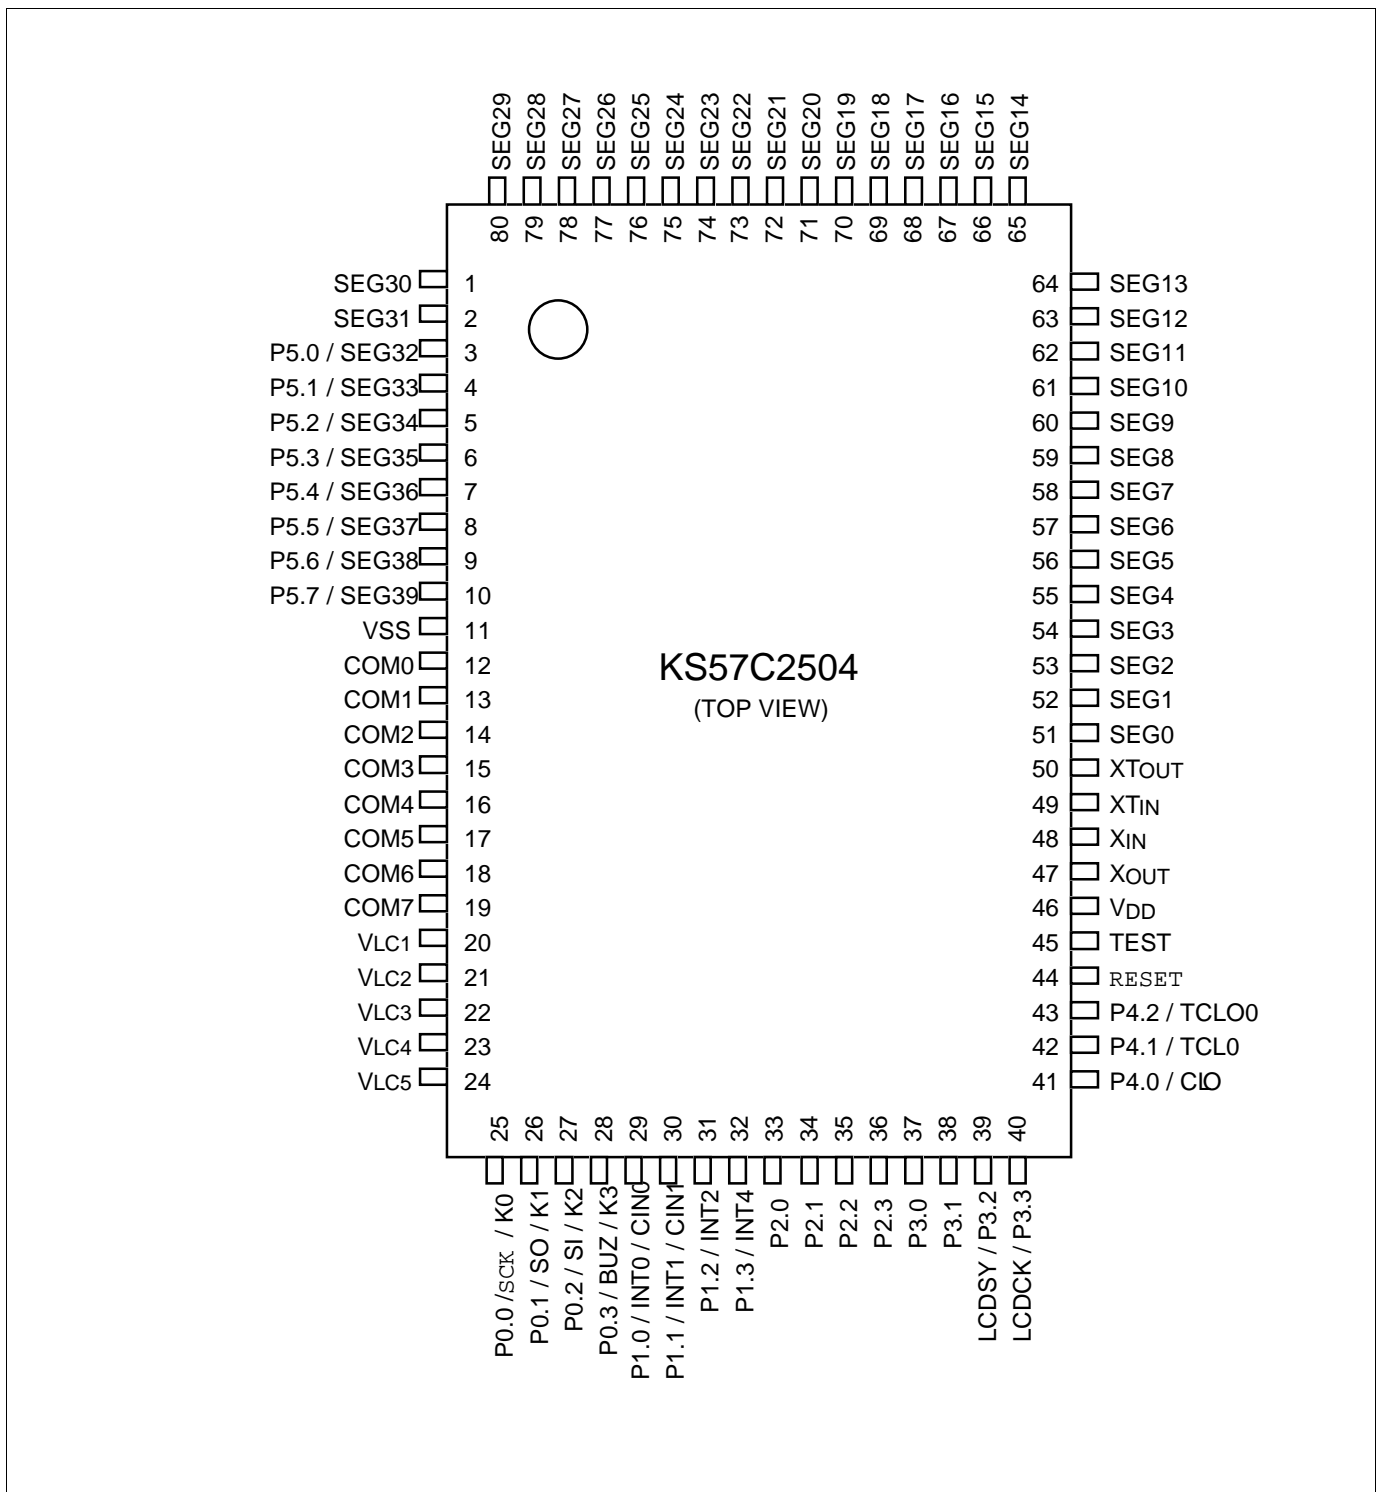 SEG29
SEG28
SEG27
SEG26
SEG25
SEG24
SEG23
SEG22
SEG21
SEG20
SEG19
SEG18
SEG17
SEG16
SEG15
SEG14
80
79
78
77
76
75
74
73
72
71
70
69
68
67
66
65
SEG30 1
SEG31 2
P5.0 / SEG32 3
P5.1 / SEG33 4
P5.2 / SEG34 5
P5.3 / SEG35 6
P5.4 / SEG36 7
P5.5 / SEG37 8
P5.6 / SEG38 9
P5.7 / SEG39 10
VSS 11
COM0 12
COM1 13
COM2 14
COM3 15
COM4 16
COM5 17
COM6 18
COM7 19
VLC1 20
VLC2 21
VLC3 22
VLC4 23
VLC5 24
KS57C2504
(TOP VIEW)
64 SEG13
63 SEG12
62 SEG11
61 SEG10
60 SEG9
59 SEG8
58 SEG7
57 SEG6
56 SEG5
55 SEG4
54 SEG3
53 SEG2
52 SEG1
51 SEG0
50 XTOUT
49 XTIN
48 XIN
47 XOUT
46 VDD
45 TEST
44 RESET
43 P4.2 / TCLO0
42 P4.1 / TCL0
41 P4.0 / CLO
25
26
27
28
29
30
31
32
33
34
35
36
37
38
39
40
P0.0 /SCK / K0
P0.1 / SO / K1
P0.2 / SI / K2
P0.3 / BUZ / K3
P1.0 / INT0 / CIN0
P1.1 / INT1 / CIN1
P1.2 / INT2
P1.3 / INT4
P2.0
P2.1
P2.2
P2.3
P3.0
P3.1
LCDSY / P3.2
LCDCK / P3.3